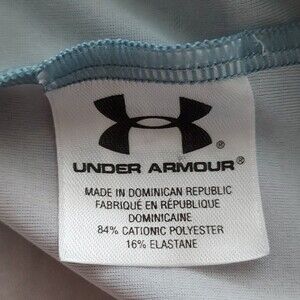 UNDER ARMOUR®
MADE IN DOMINICAN REPUBLIC
FABRIQUÉ EN RÉPUBLIQUE
DOMINICAINE
84% CATIONIC POLYESTER
16% ELASTANE